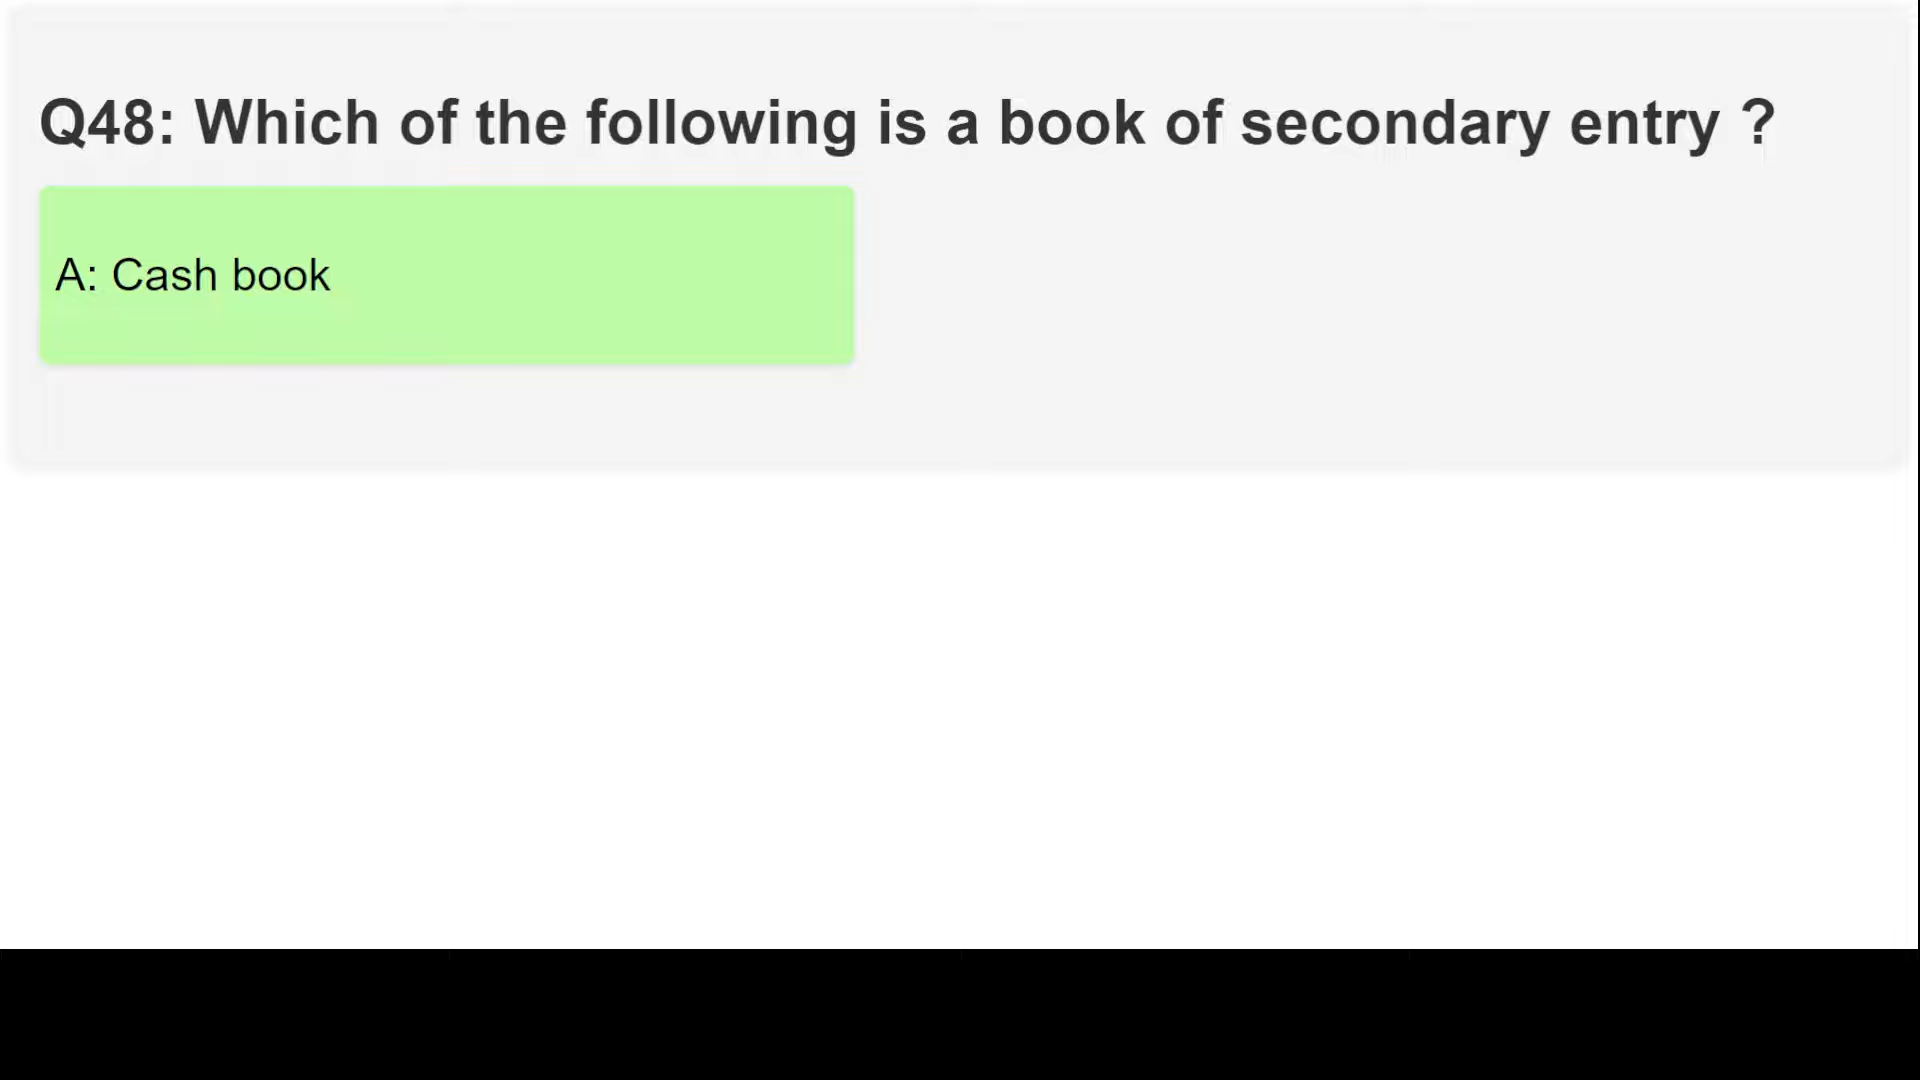 Q48: Which of the following is a book of secondary entry ?
A: Cash book